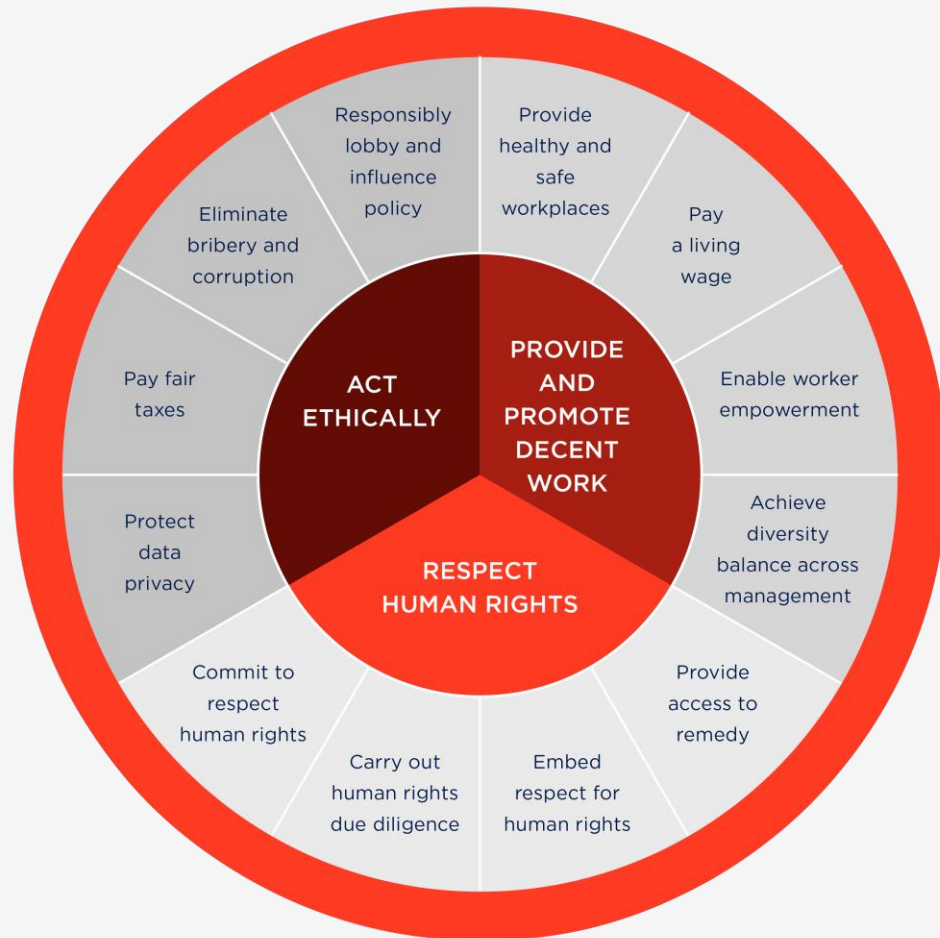 Responsibly
lobby and
influence
policy
Provide
healthy and
safe
workplaces
Eliminate
bribery and
corruption
Pay
a living
wage
Pay fair
taxes
ACT
ETHICALLY
PROVIDE
AND
PROMOTE
DECENT
WORK
Enable worker
empowerment
Protect
data
privacy
RESPECT
HUMAN RIGHTS
Achieve
diversity
balance across
management
Commit to
respect
human rights
Carry out
human rights
due diligence
Embed
respect for
human rights
Provide
access to
remedy